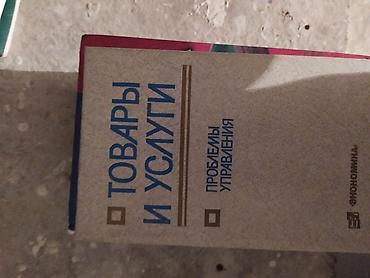 ТОВАРЫ
И УСЛУГИ
ПРОБЛЕМЫ
УПРАВЛЕНИЯ
«ЭКОНОМИКА»